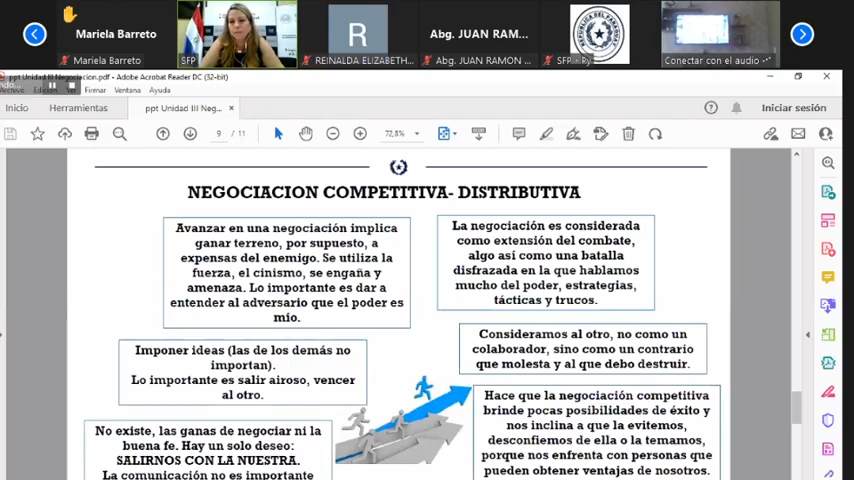 Mariela Barreto
Mariela Barreto
SFP
R
REINALDA ELIZABETH...
Abg. JUAN RAM...
Abg. JUAN RAMON ...
REPUBLICA DEL PARAGUAY
SFP - Py
Conectar con el audio
ppt Unidad III Negociacion.pdf - Adobe Acrobat Reader DC (32-bit)
Firmar Ventana Ayuda
Inicio Herramientas ppt Unidad III Neg... × Iniciar sesión
9 / 11 72,8%
NEGOCIACION COMPETITIVA- DISTRIBUTIVA
Avanzar en una negociación implica
ganar terreno, por supuesto, a
expensas del enemigo. Se utiliza la
fuerza, el cinismo, se engaña y
amenaza. Lo importante es dar a
entender al adversario que el poder es
mío.
La negociación es considerada
como extensión del combate,
algo así como una batalla
disfrazada en la que hablamos
mucho del poder, estrategias,
tácticas y trucos.
Imponer ideas (las de los demás no
importan).
Lo importante es salir airoso, vencer
al otro.
Consideramos al otro, no como un
colaborador, sino como un contrario
que molesta y al que debo destruir.
No existe, las ganas de negociar ni la
buena fe. Hay un solo deseo:
SALIRNOS CON LA NUESTRA.
La comunicación no es importante
Hace que la negociación competitiva
brinde pocas posibilidades de éxito y
nos inclina a que la evitemos,
desconfiemos de ella o la temamos,
porque nos enfrenta con personas que
pueden obtener ventajas de nosotros.